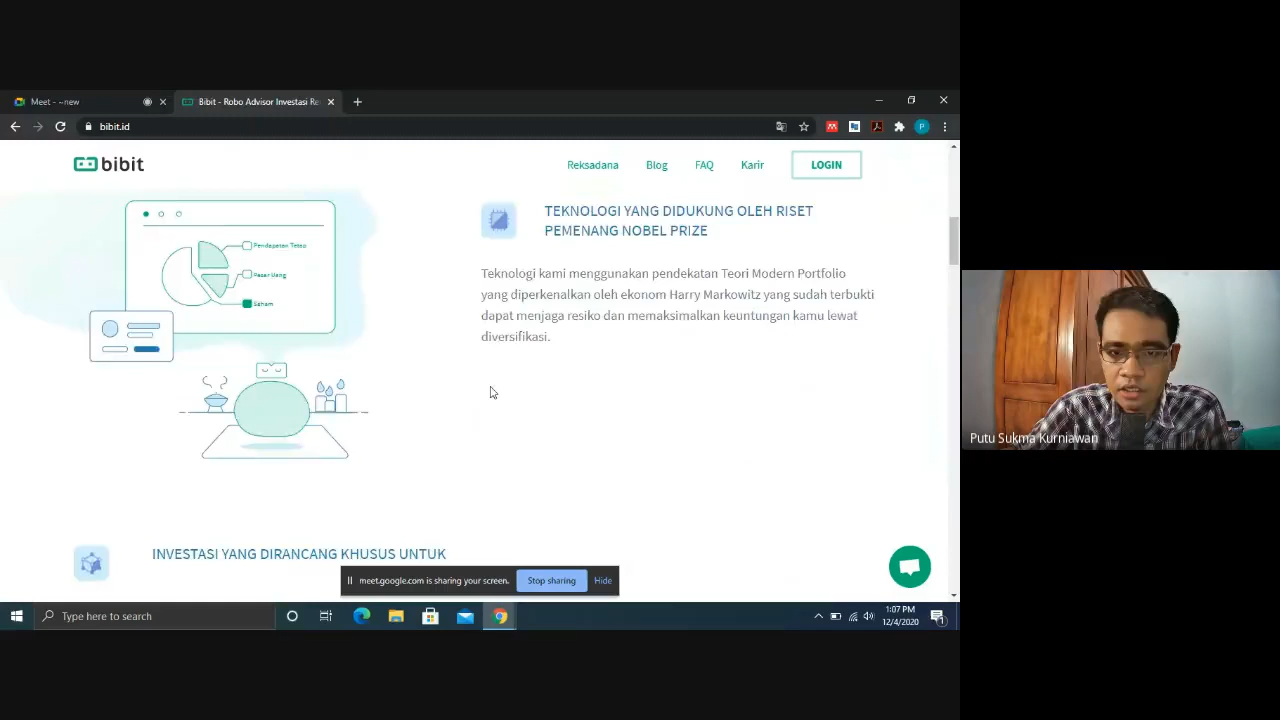 Meet - ~new
Bibit - Robo Advisor Investasi Re
bibit.id
P
bibit
Reksadana
Blog
FAQ
Karir
LOGIN
Pendapatan Tetap
Pasar Uang
Saham
TEKNOLOGI YANG DIDUKUNG OLEH RISET
PEMENANG NOBEL PRIZE
Teknologi kami menggunakan pendekatan Teori Modern Portfolio
yang diperkenalkan oleh ekonom Harry Markowitz yang sudah terbukti
dapat menjaga resiko dan memaksimalkan keuntungan kamu lewat
diversifikasi.
INVESTASI YANG DIRANCANG KHUSUS UNTUK
meet.google.com is sharing your screen.
Stop sharing
Hide
Type here to search
1:07 PM
12/4/2020
1
Putu Sukma Kurniawan